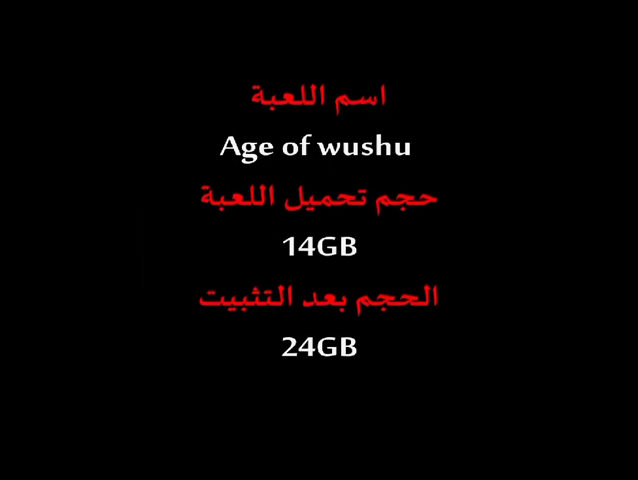 اسم اللعبة
Age of wushu
حجم تحميل اللعبة
14GB
الحجم بعد التثبيت
24GB